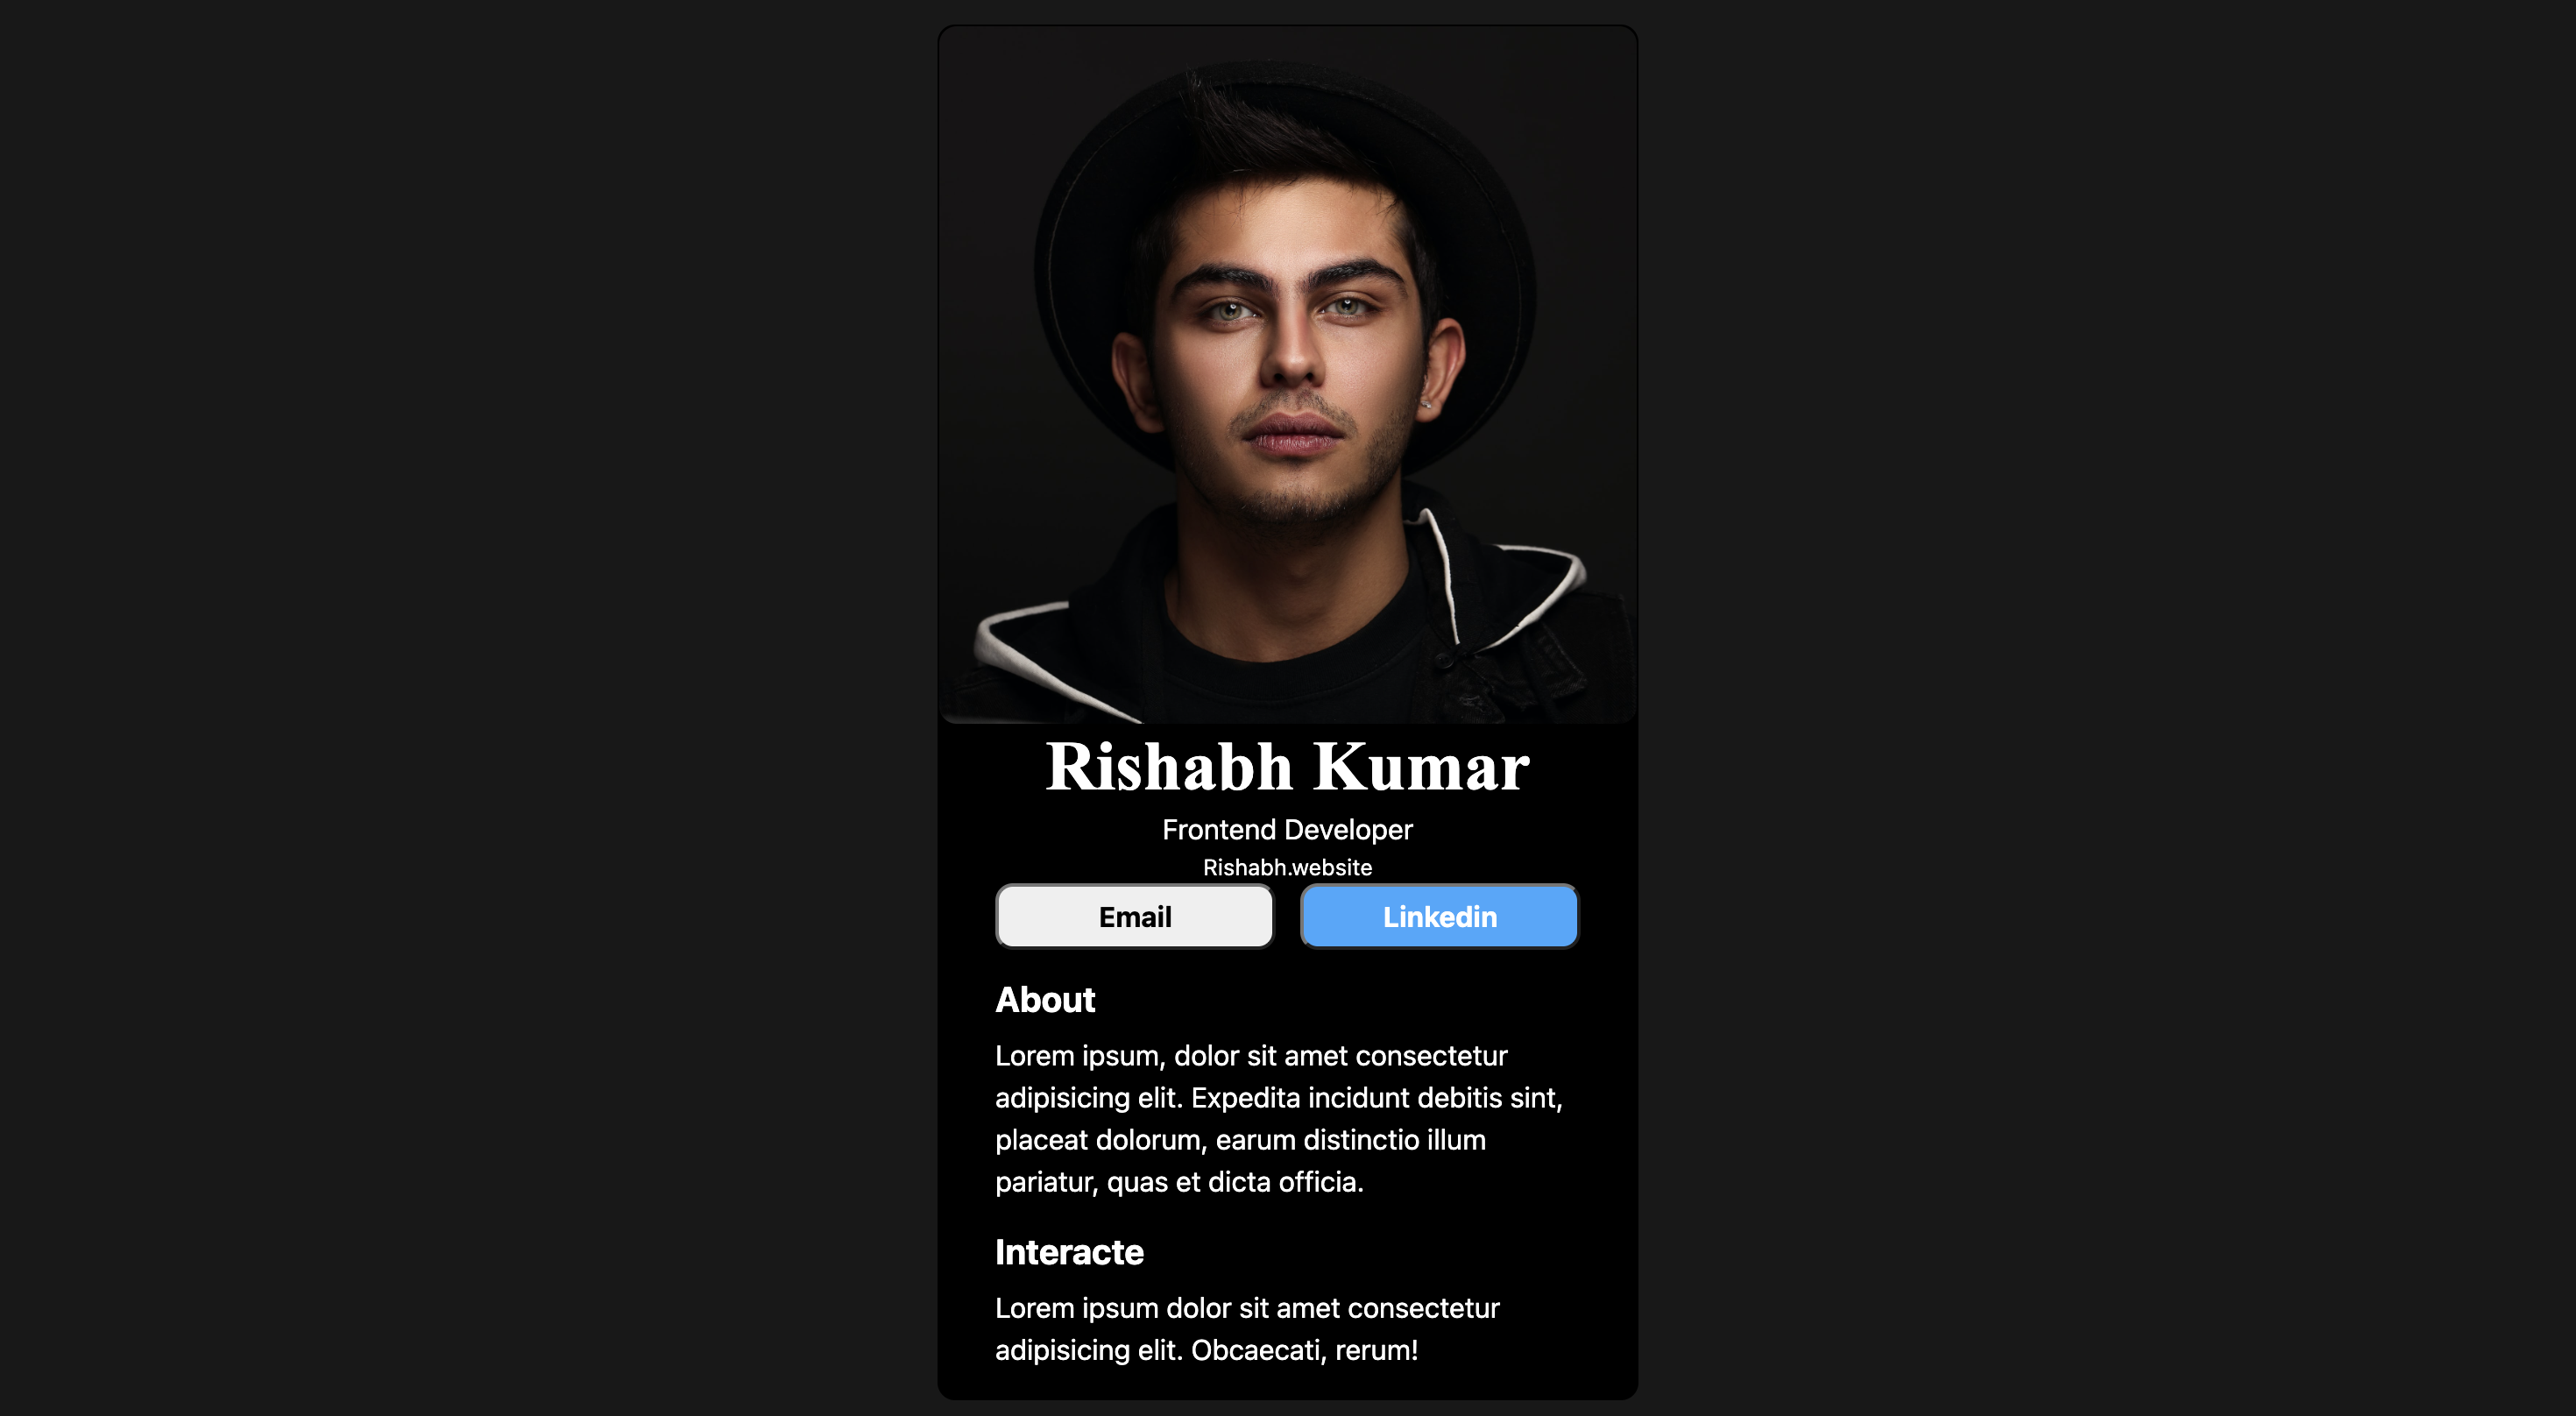 Rishabh Kumar
Frontend Developer
Rishabh.website
Email
Linkedin
About
Lorem ipsum, dolor sit amet consectetur
adipisicing elit. Expedita incidunt debitis sint,
placeat dolorum, earum distinctio illum
pariatur, quas et dicta officia.
Interacte
Lorem ipsum dolor sit amet consectetur
adipisicing elit. Obcaecati, rerum!